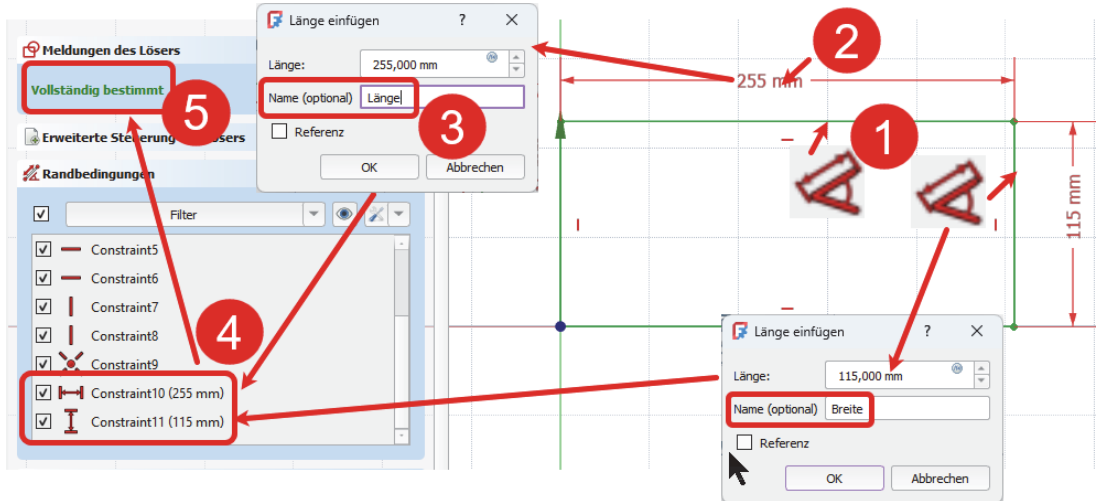 Meldungen des Lösers
Vollständig bestimmt
5
Erweiterte Steuerung
Lösers
Randbedingungen
Filter
Constraint5
Constraint6
Constraint7
Constraint8
Constraint9
Constraint10 (255 mm)
Constraint11 (115 mm)
4
Länge einfügen ?
Länge: 255,000 mm
Name (optional) Länge
3
Referenz
OK Abbrechen
2
255 mm
1
115 mm
Länge einfügen ?
Länge: 115,000 mm
Name (optional) Breite
Referenz
OK Abbrechen